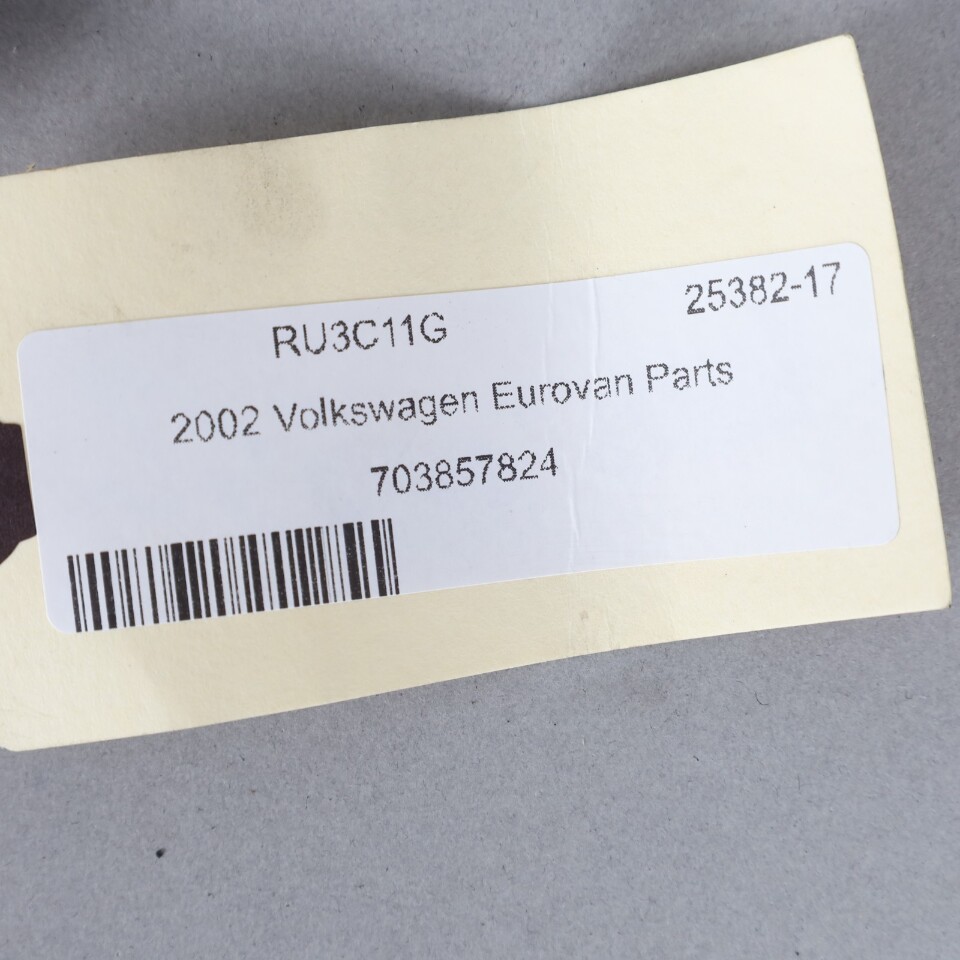 25382-17
RU3C11G
2002 Volkswagen Eurovan Parts
703857824